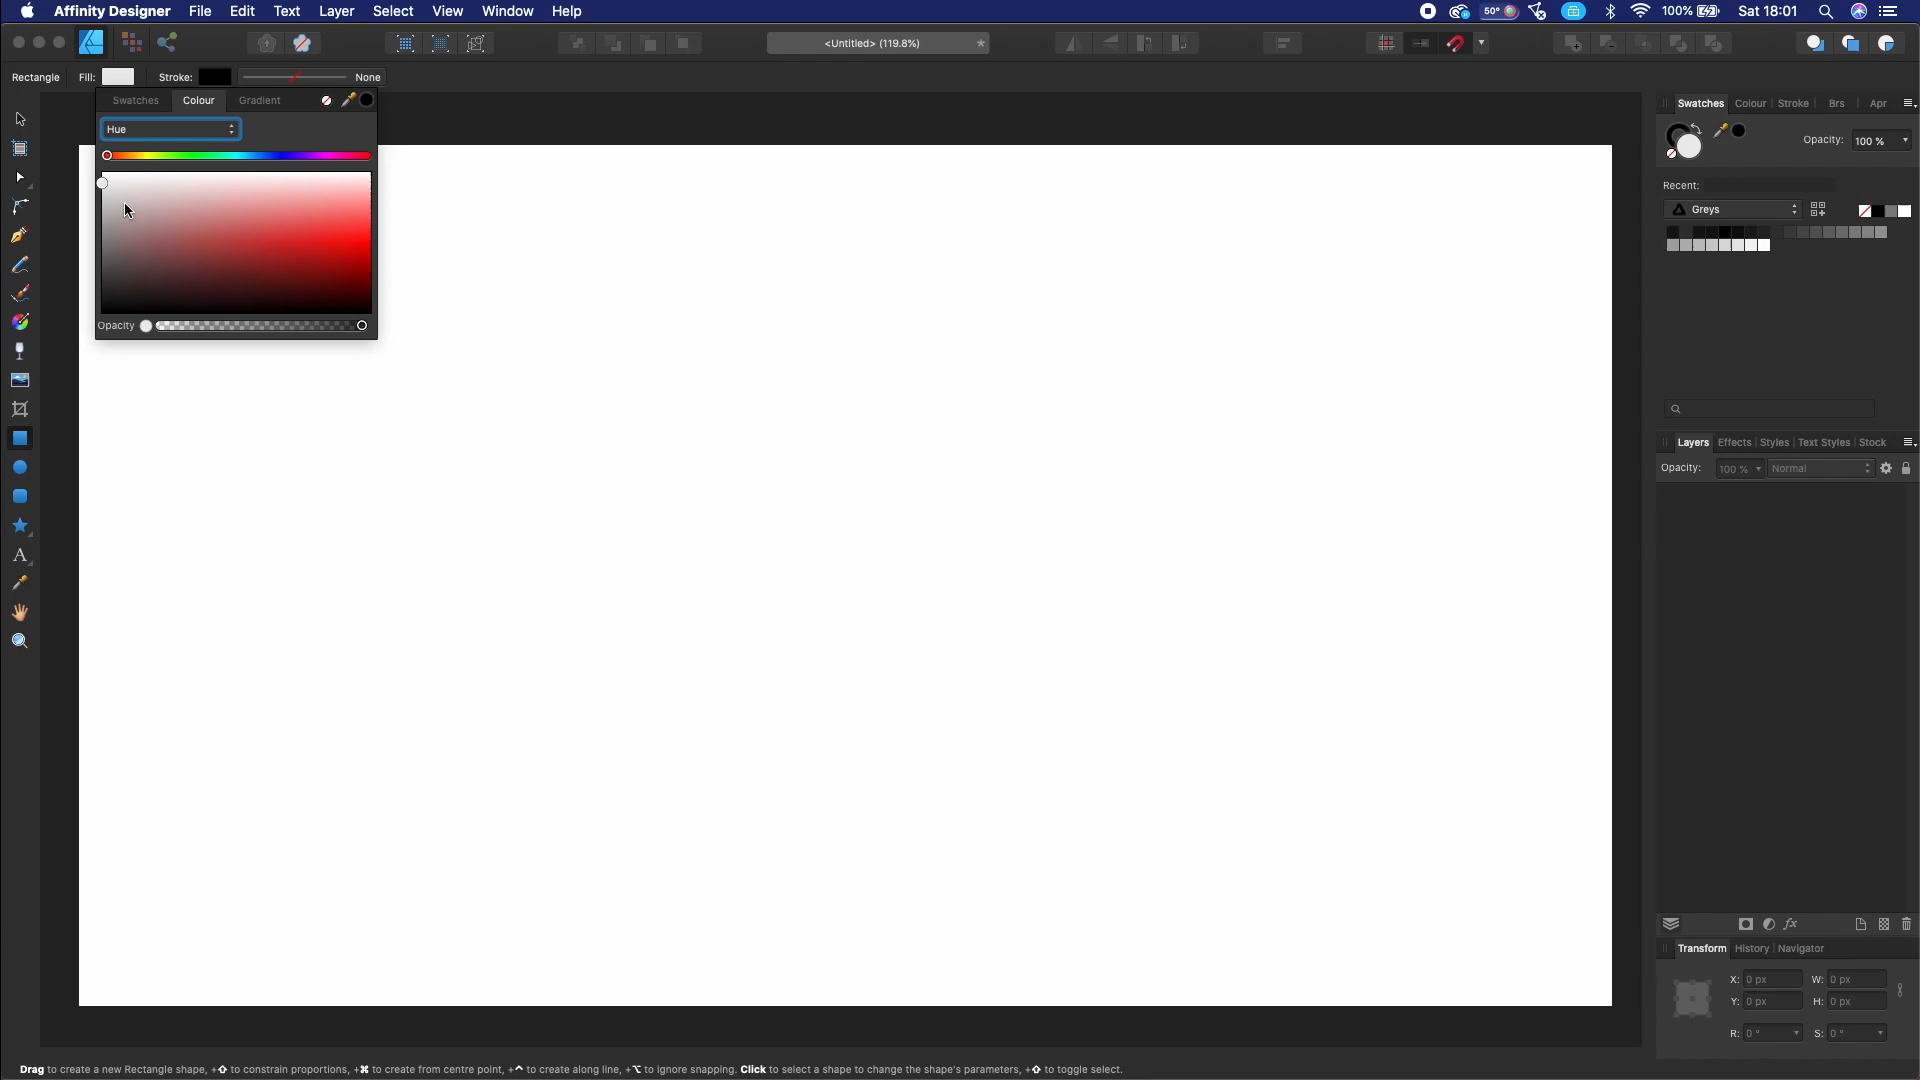 Affinity Designer File Edit Text Layer Select View Window Help 50° 100% Sat 18:01
<Untitled> (119.8%) *
Rectangle Fill: Stroke: None
Swatches Colour Gradient
Hue
Opacity
Swatches Colour Stroke Brs Apr
Opacity: 100 %
Recent:
Greys
Layers Effects Styles Text Styles Stock
Opacity: 100 % Normal
fx
Transform History Navigator
X: 0 px W: 0 px
Y: 0 px H: 0 px
R: 0 ° S: 0 °
A
Drag to create a new Rectangle shape, +⇧ to constrain proportions, +⌘ to create from centre point, +^ to create along line, +⌥ to ignore snapping. Click to select a shape to change the shape's parameters, +⇧ to toggle select.